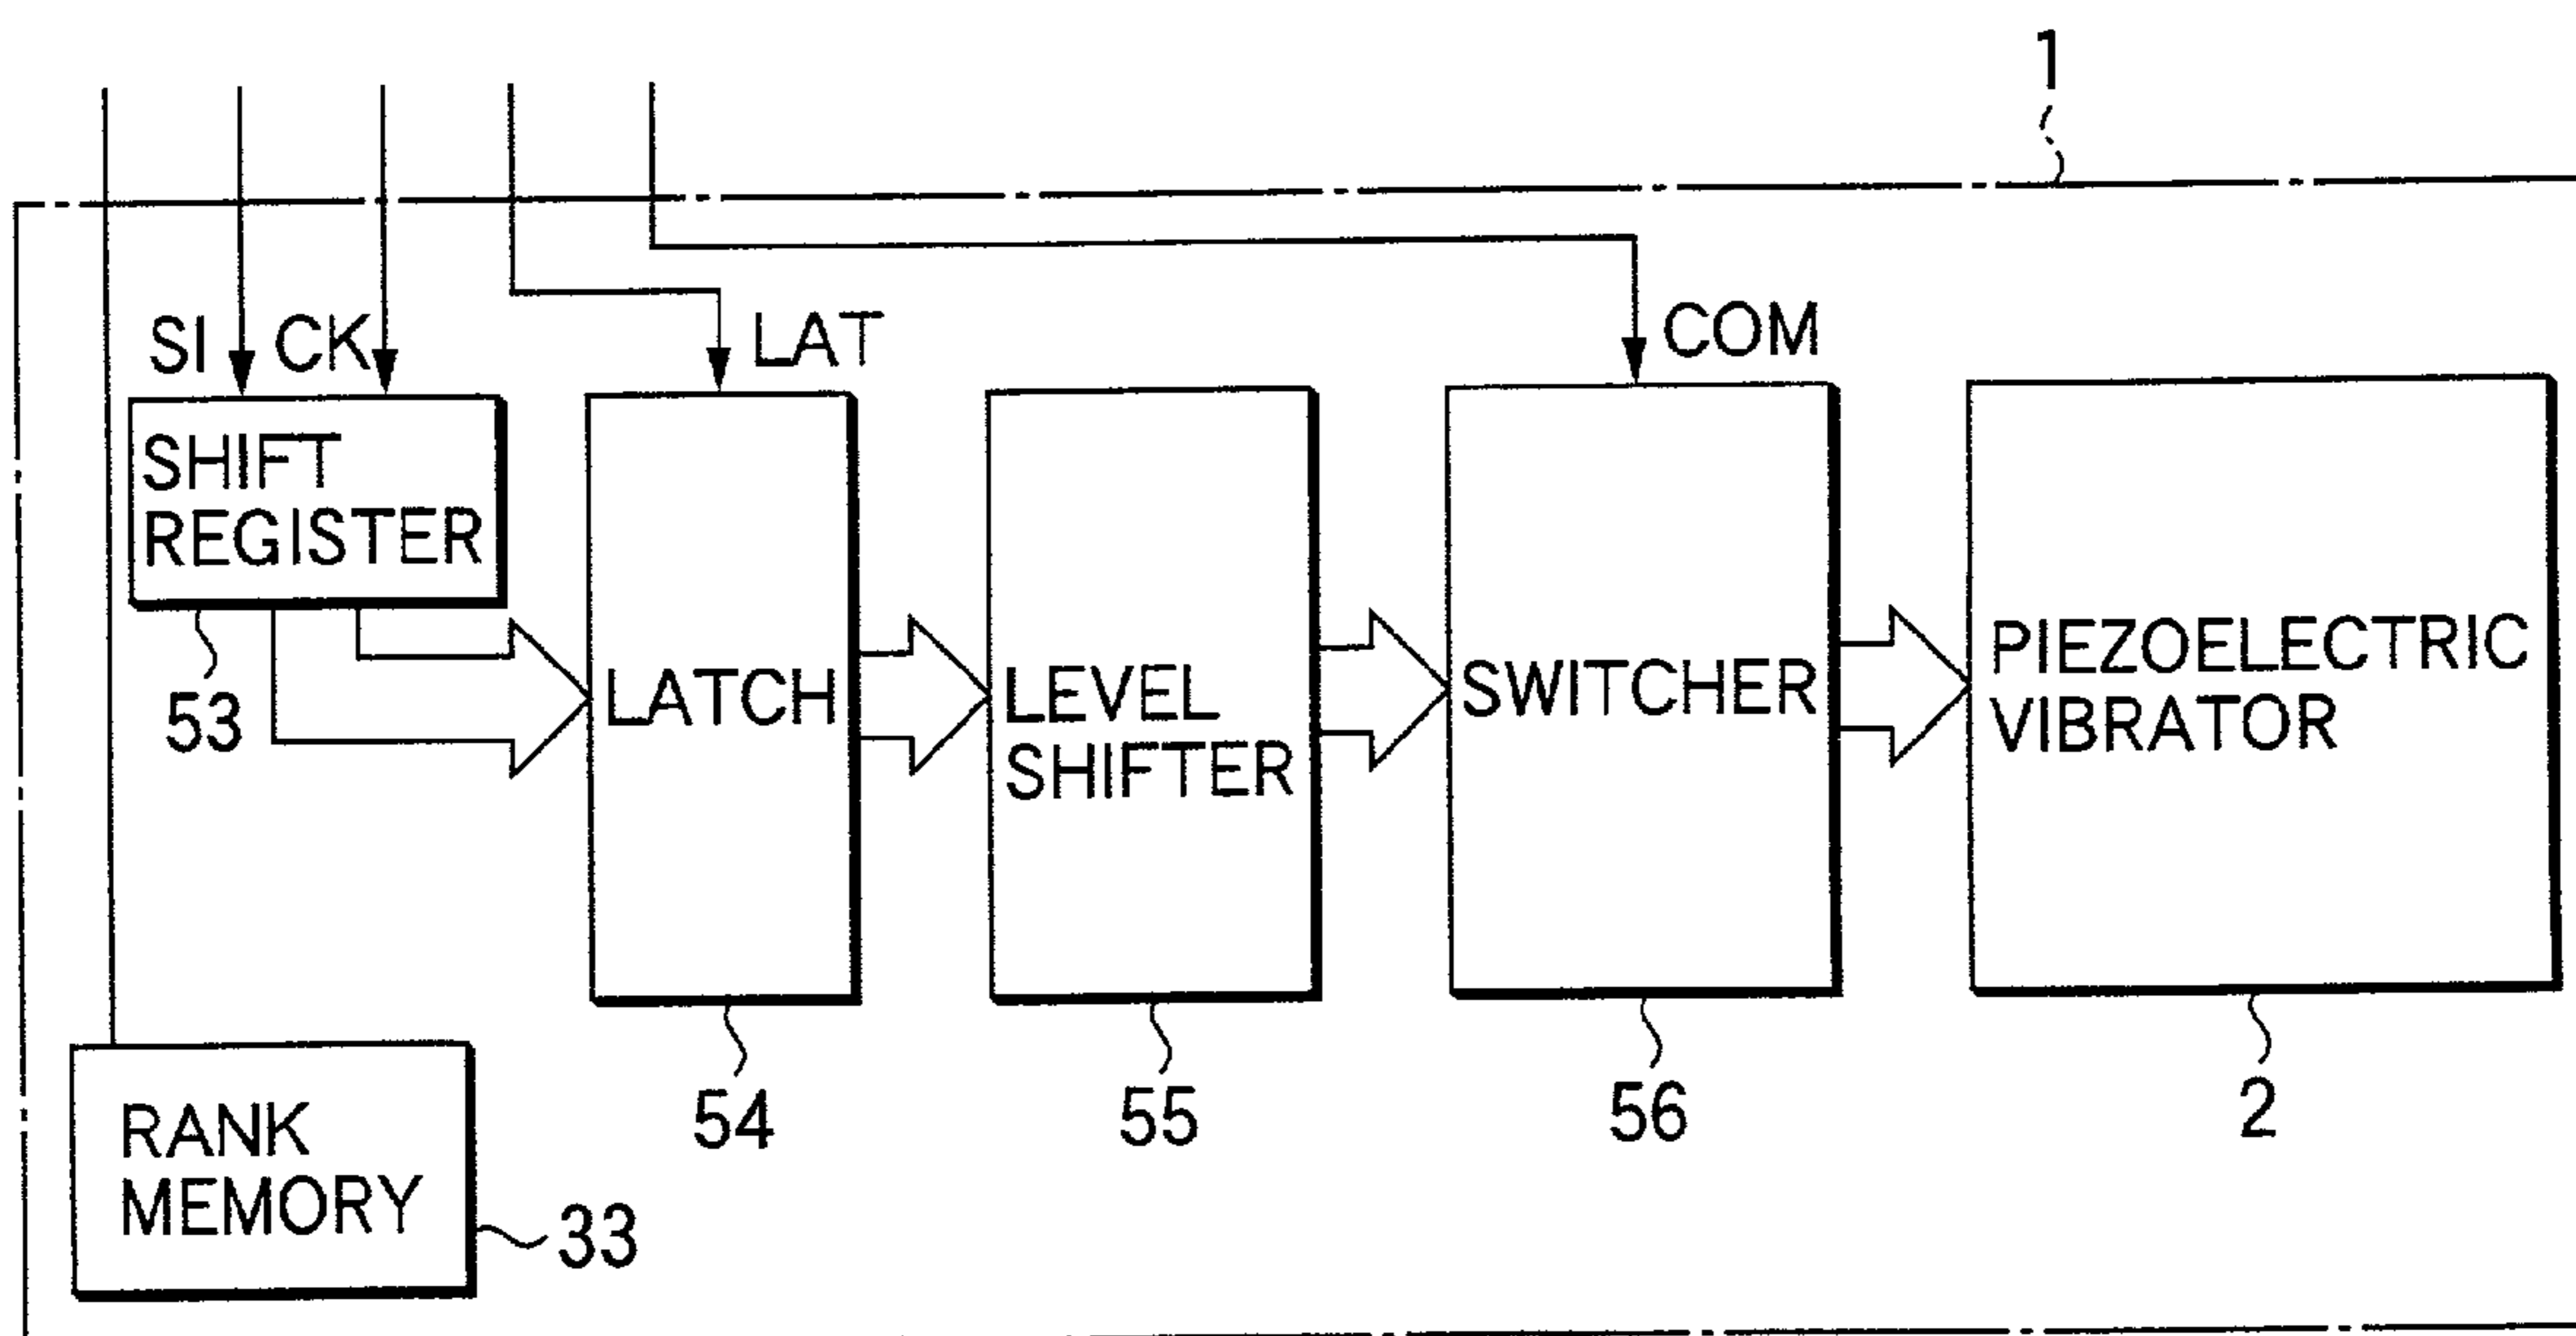 1
SI
CK
LAT
COM
SHIFT
REGISTER
53
LATCH
54
LEVEL
SHIFTER
55
SWITCHER
56
PIEZOELECTRIC
VIBRATOR
2
RANK
MEMORY
33